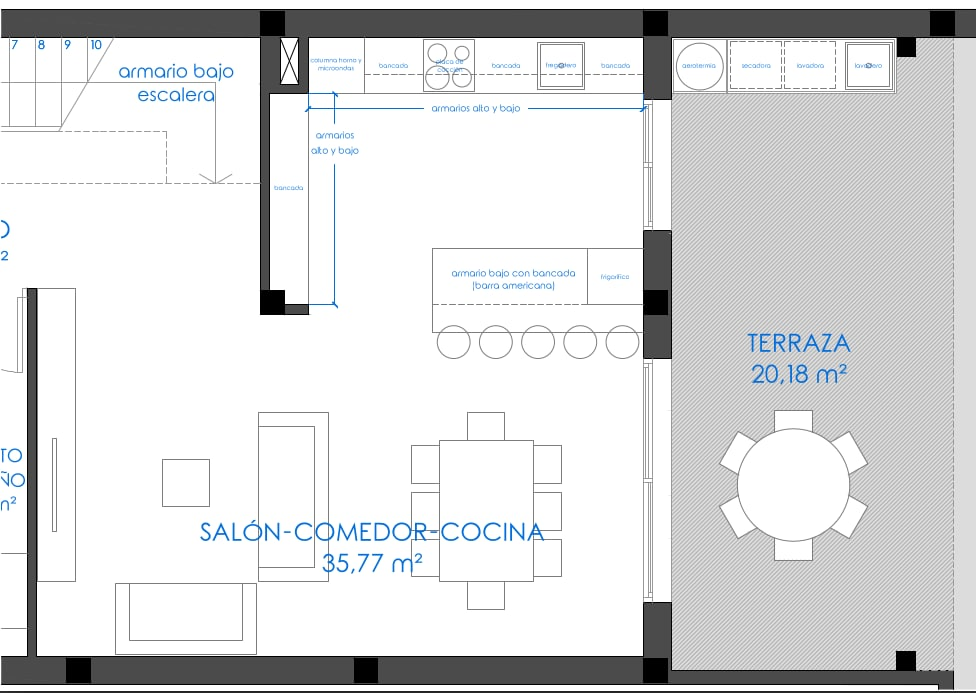 7 8 9 10
armario bajo
escalera
columna horno y
microondas
bancada
placa de
cocción
bancada
fregadero
bancada
aerotermia
secadora
lavadora
lavadero
armarios alto y bajo
armarios
alto y bajo
bancada
O
²
armario bajo con bancada
(barra americana)
frigorífico
TERRAZA
20,18 m²
TO
ÑO
m²
SALÓN-COMEDOR-COCINA
35,77 m²